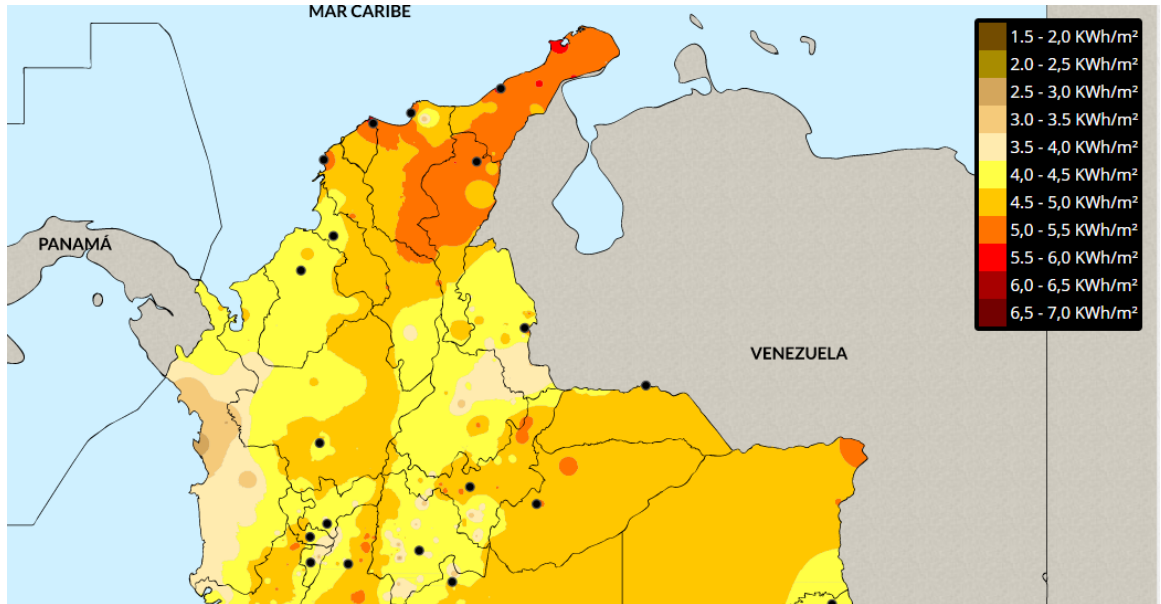 MAR CARIBE
1.5 - 2,0 KWh/m²
2.0 - 2,5 KWh/m²
2.5 - 3,0 KWh/m²
3.0 - 3.5 KWh/m²
3.5 - 4,0 KWh/m²
4,0 - 4,5 KWh/m²
4.5 - 5,0 KWh/m²
5,0 - 5,5 KWh/m²
5.5 - 6,0 KWh/m²
6,0 - 6,5 KWh/m²
6,5 - 7,0 KWh/m²
PANAMÁ
VENEZUELA